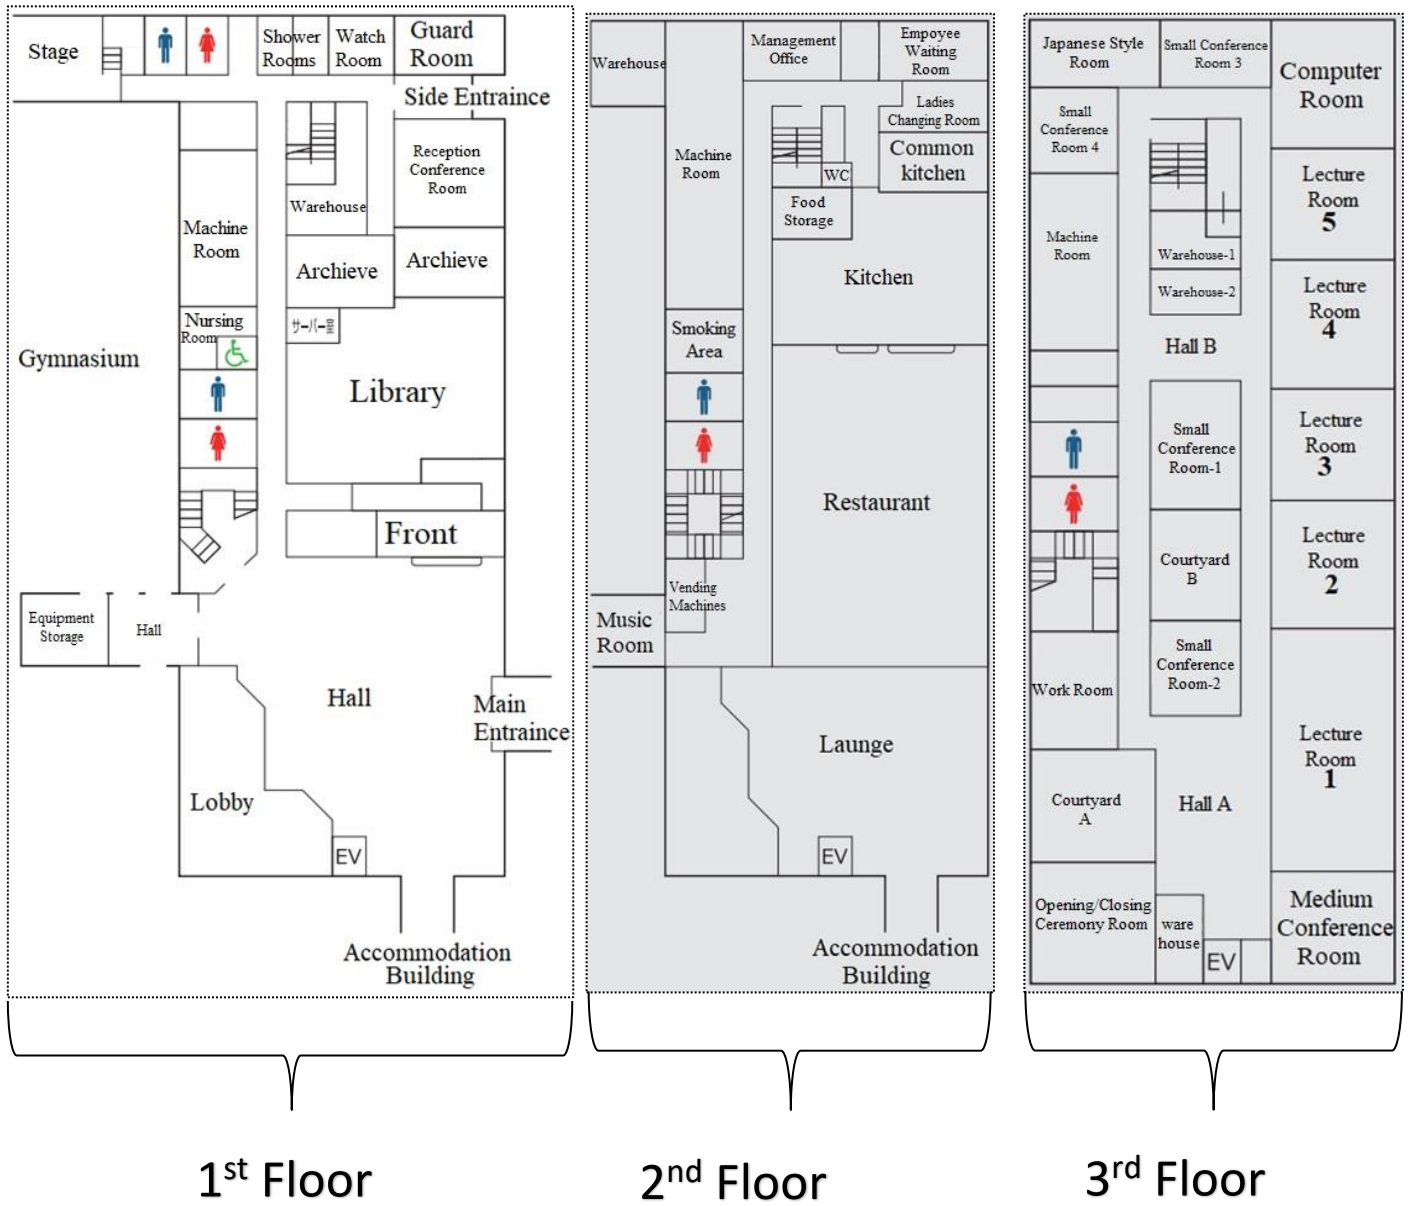 Stage
Shower
Rooms
Watch
Room
Guard
Room
Side Entraince
Reception
Conference
Room
Warehouse
Machine
Room
Archieve
Archieve
Nursing
Room
サーバー室
Gymnasium
Library
Front
Equipment
Storage
Hall
Hall
Main
Entraince
Lobby
EV
Accommodation
Building
1st Floor
Warehouse
Management
Office
Empoyee
Waiting
Room
Ladies
Changing Room
Machine
Room
Common
kitchen
WC
Food
Storage
Kitchen
Smoking
Area
Restaurant
Vending
Machines
Music
Room
Launge
EV
Accommodation
Building
2nd Floor
Japanese Style
Room
Small Conference
Room 3
Computer
Room
Small
Conference
Room 4
Lecture
Room
5
Machine
Room
Warehouse-1
Warehouse-2
Lecture
Room
4
Hall B
Small
Conference
Room-1
Lecture
Room
3
Courtyard
B
Lecture
Room
2
Small
Conference
Room-2
Work Room
Lecture
Room
1
Courtyard
A
Hall A
Opening/Closing
Ceremony Room
ware
house
EV
Medium
Conference
Room
3rd Floor